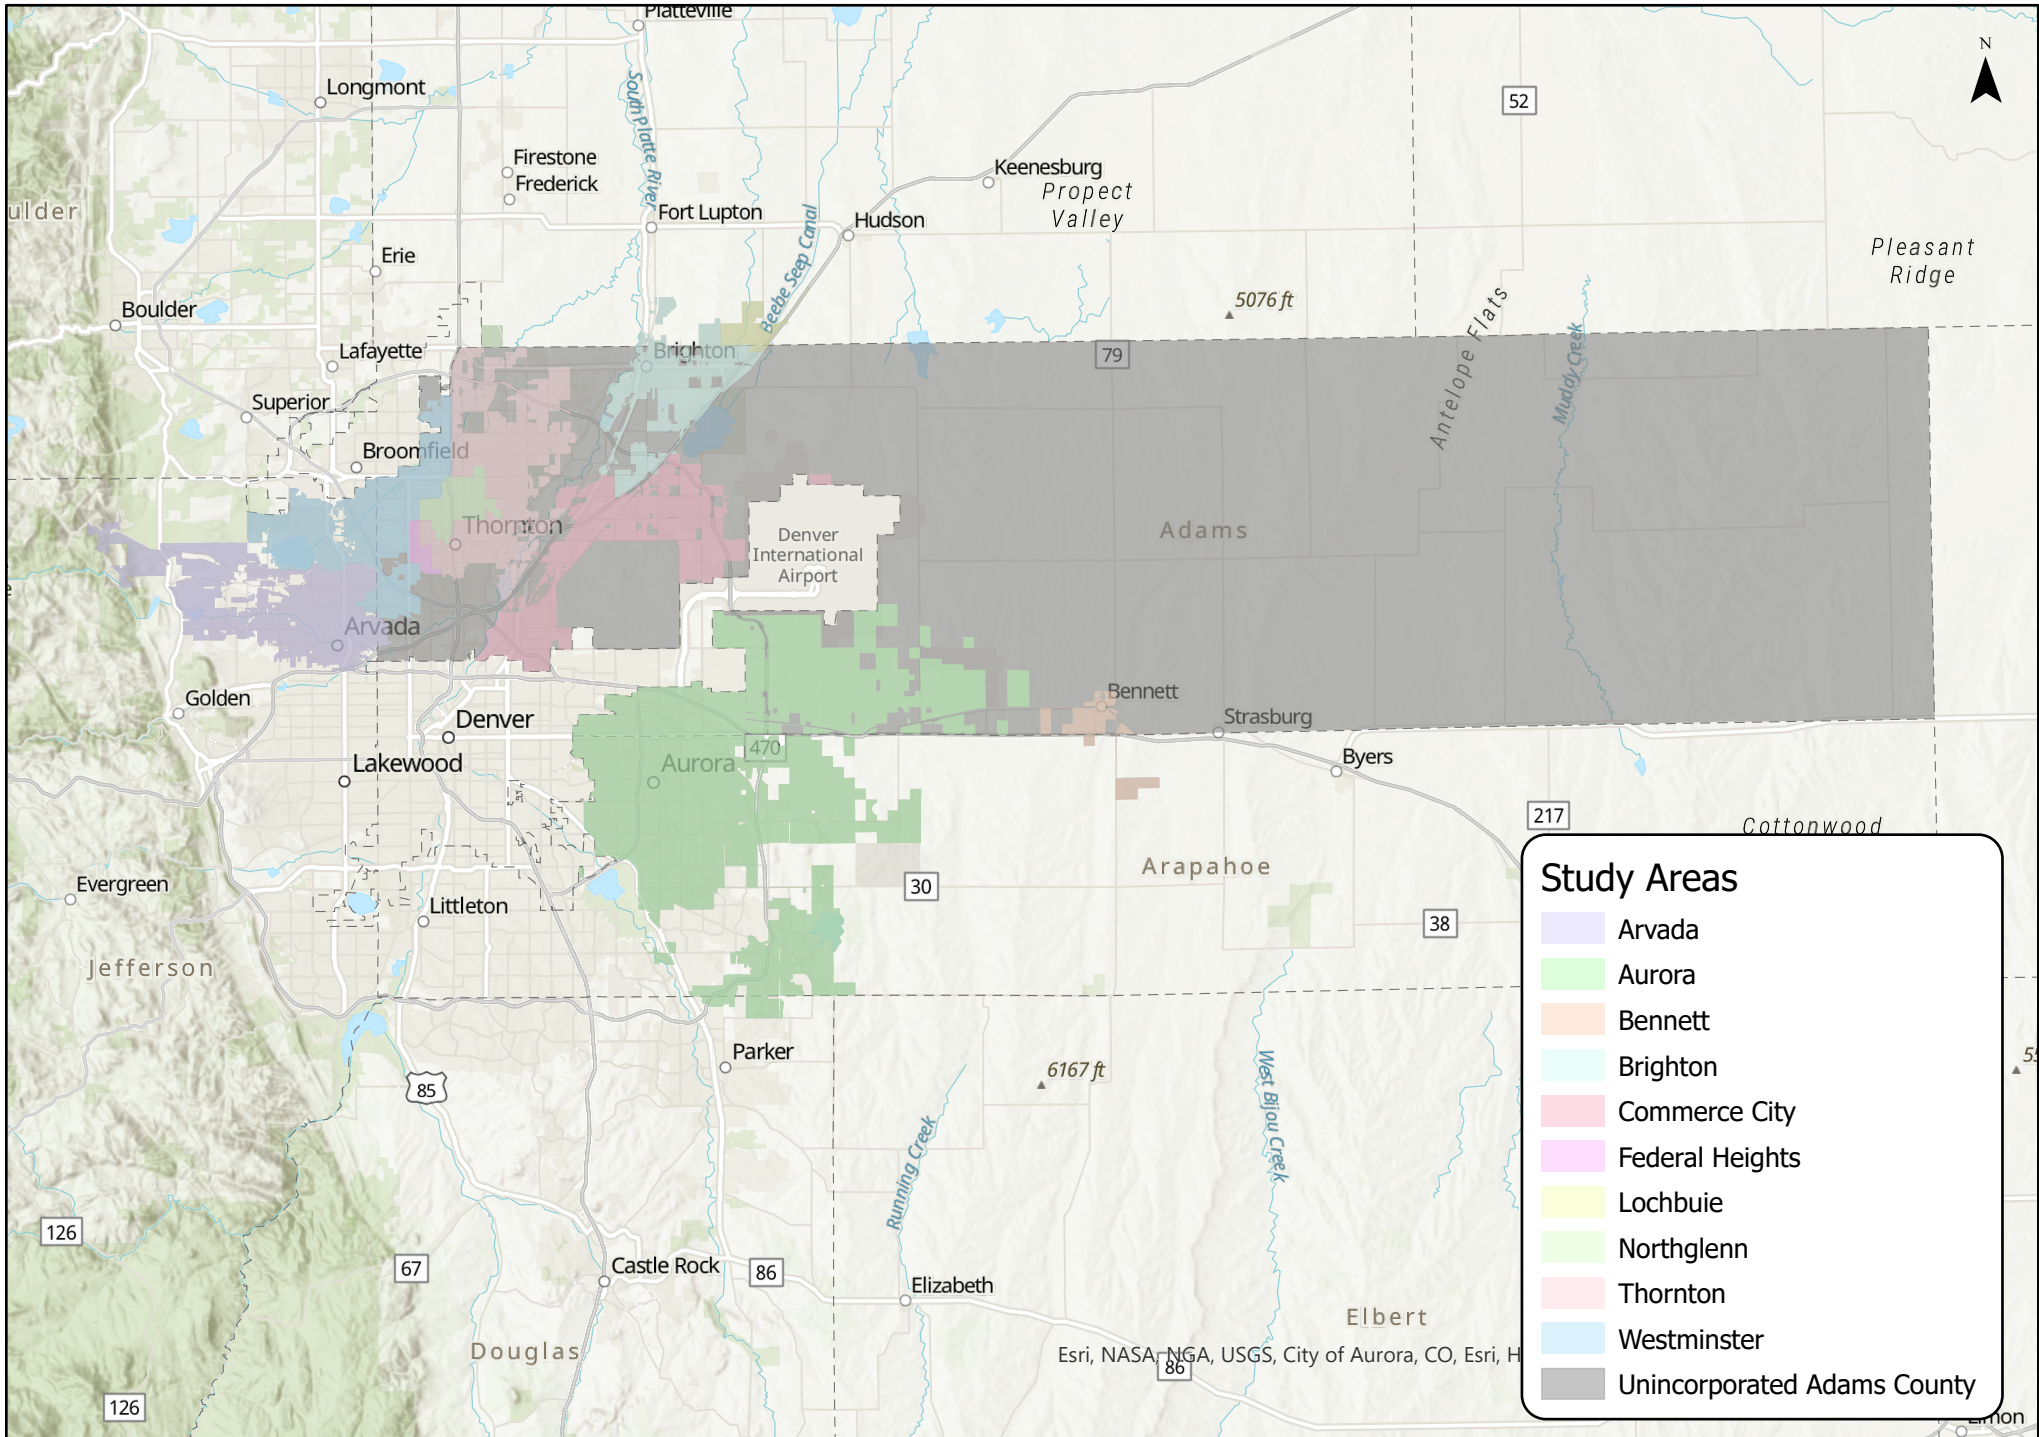 Platteville
N
Longmont
52
South Platte River
Firestone
Frederick
Keenesburg
Propect
Valley
ulder
Fort Lupton
Hudson
Beebe Seep Canal
Pleasant
Ridge
Erie
5076 ft
Antelope Flats
Boulder
Muddy Creek
Lafayette
Brighton
79
Superior
Broomfield
Thornton
Denver
International
Airport
Adams
Arvada
Golden
Bennett
Strasburg
Denver
470
Aurora
Byers
Lakewood
217
Cottonwood
Arapahoe
Evergreen
30
Littleton
38
Jefferson
Parker
6167 ft
West Bijou Creek
55
85
Running Creek
126
67
Castle Rock
86
Elizabeth
Elbert
Douglas
Esri, NASA, NGA, USGS, City of Aurora, CO, Esri, H
86
126
Limon
Study Areas
Arvada
Aurora
Bennett
Brighton
Commerce City
Federal Heights
Lochbuie
Northglenn
Thornton
Westminster
Unincorporated Adams County